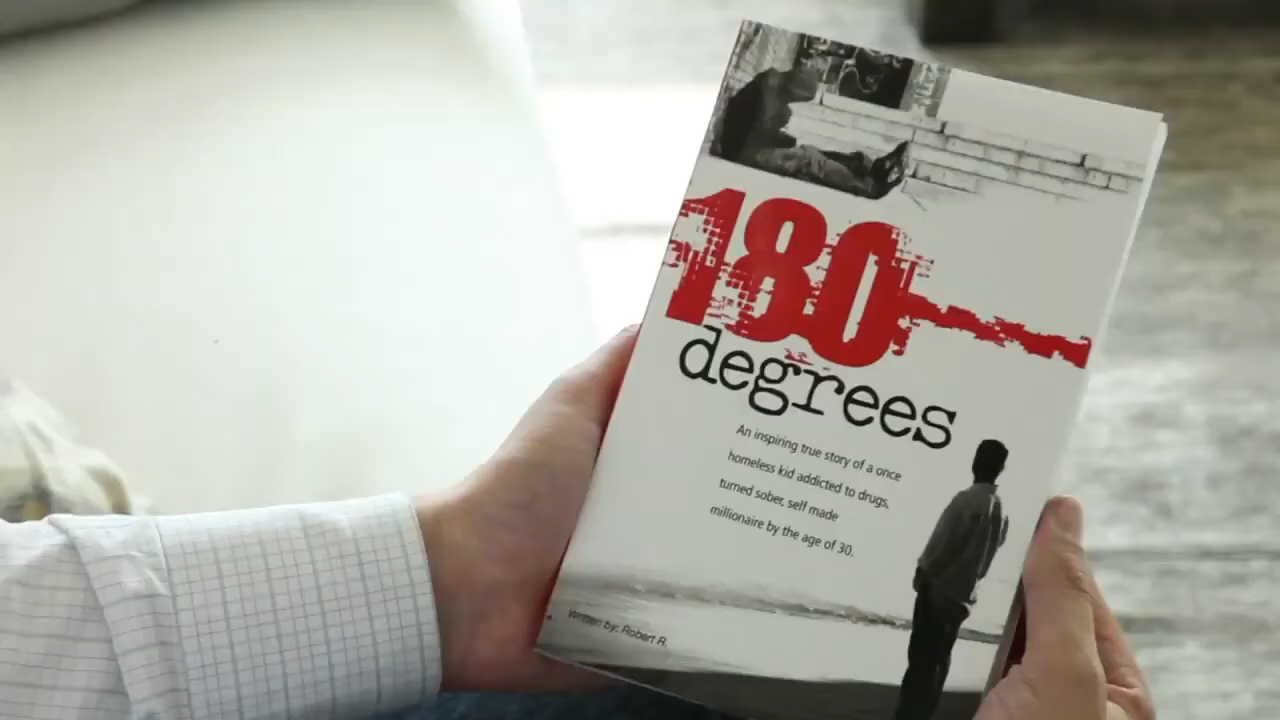 180
degrees
An inspiring true story of a once
homeless kid addicted to drugs,
turned sober, self made
millionaire by the age of 30.
Written by: Robert R.